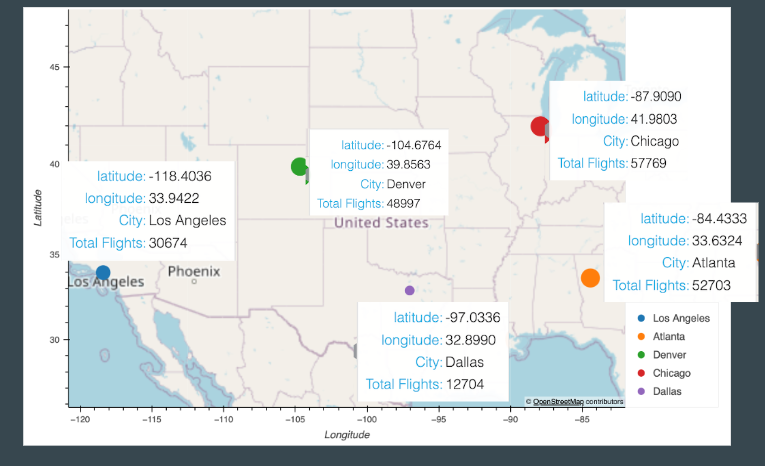 45
40
35
30
Latitude
latitude: -87.9090
longitude: 41.9803
City: Chicago
Total Flights: 57769
latitude: -104.6764
longitude: 39.8563
City: Denver
Total Flights: 48997
latitude: -118.4036
longitude: 33.9422
City: Los Angeles
Total Flights: 30674
eles
United States
latitude: -84.4333
longitude: 33.6324
City: Atlanta
Total Flights: 52703
Los Angeles
Phoenix
latitude: -97.0336
longitude: 32.8990
City: Dallas
Total Flights: 12704
Los Angeles
Atlanta
Denver
Chicago
Dallas
© OpenStreetMap contributors
−120
−115
−110
−105
−100
−95
−90
−85
Longitude